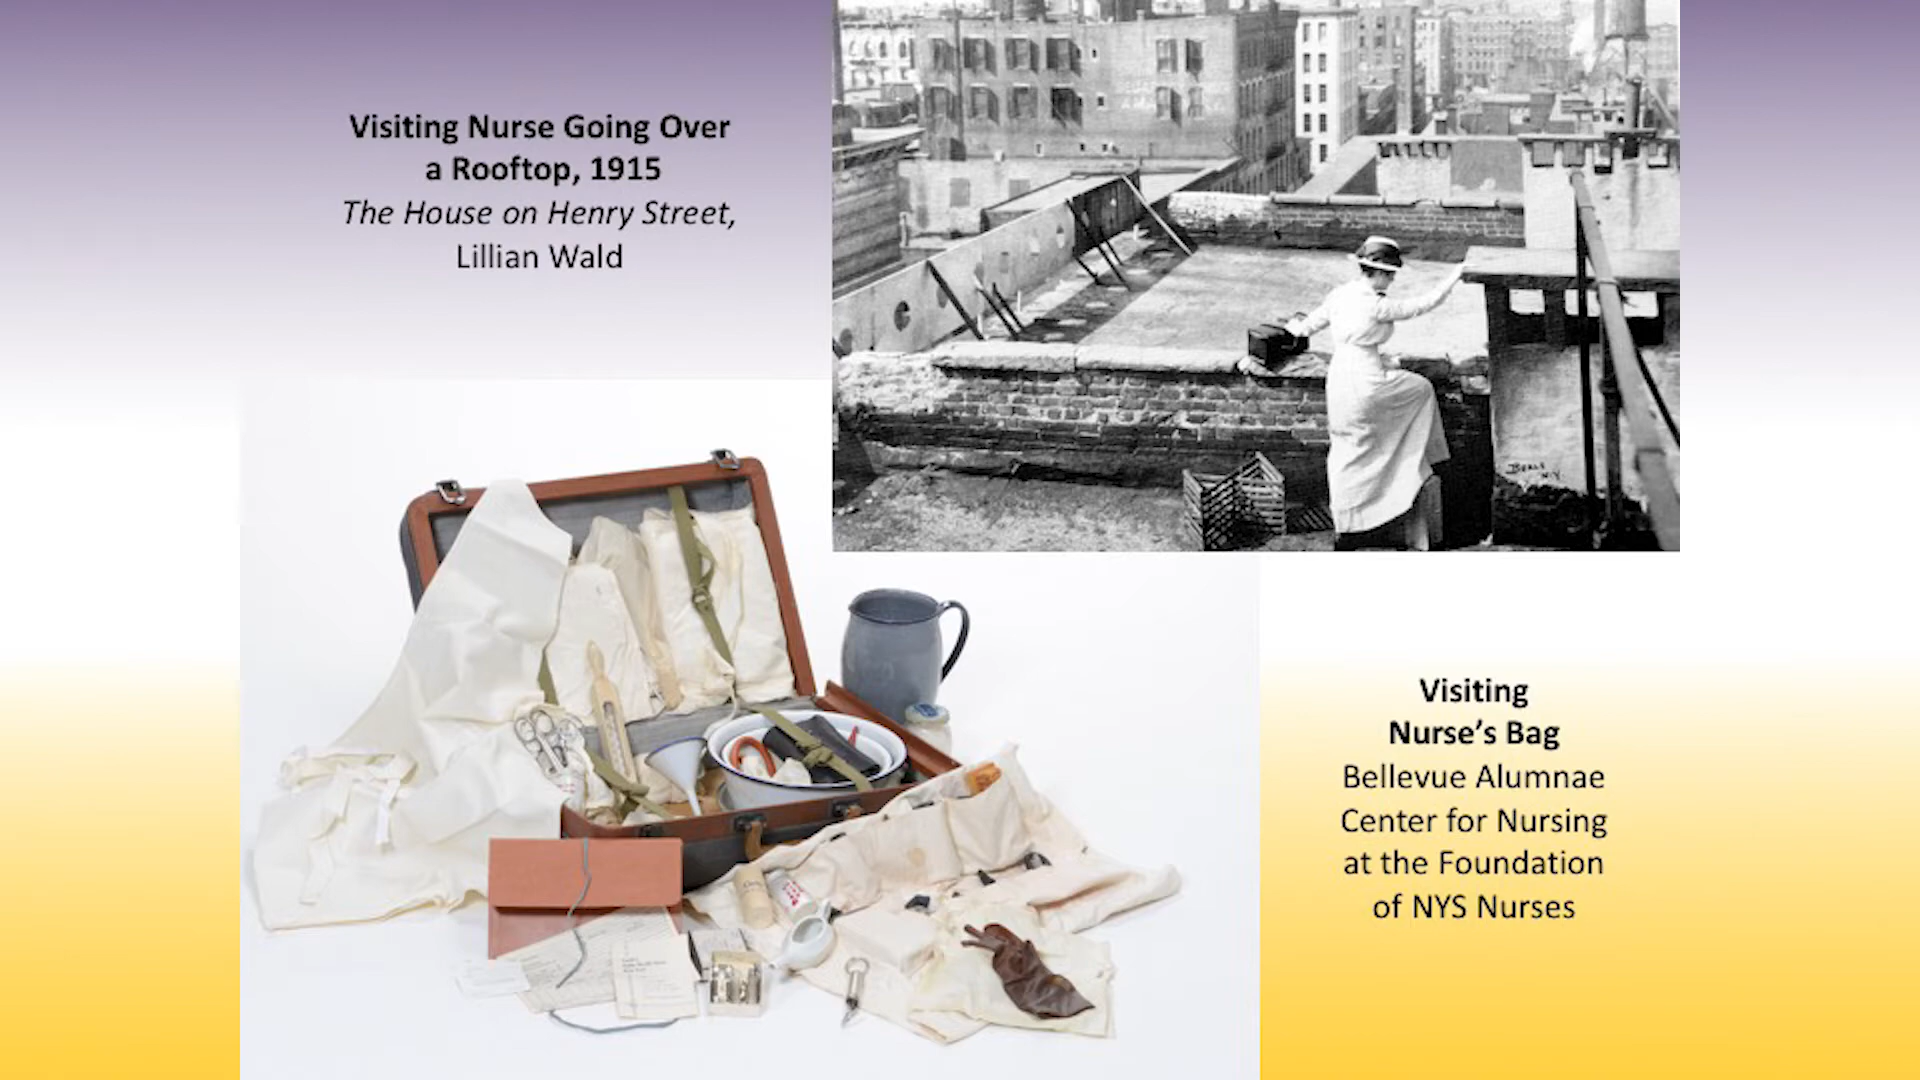 Visiting Nurse Going Over
a Rooftop, 1915
The House on Henry Street,
Lillian Wald
Visiting
Nurse's Bag
Bellevue Alumnae
Center for Nursing
at the Foundation
of NYS Nurses